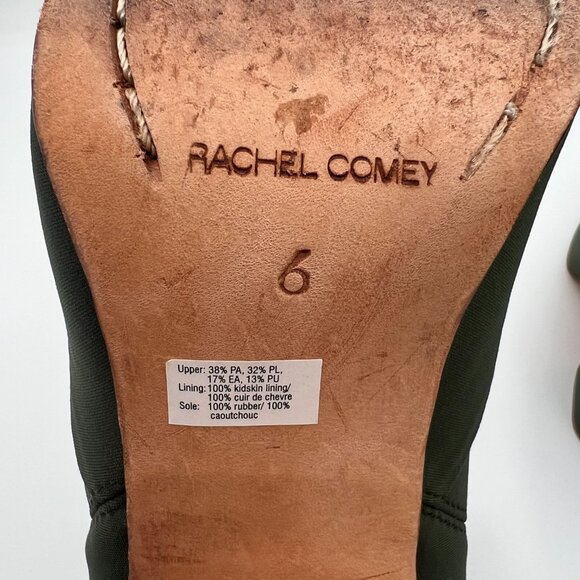 RACHEL COMEY
6
Upper: 38% PA, 32% PL,
17% EA, 13% PU
Lining: 100% kidskin lining/
100% cuir de chevre
Sole: 100% rubber/ 100%
caoutchouc